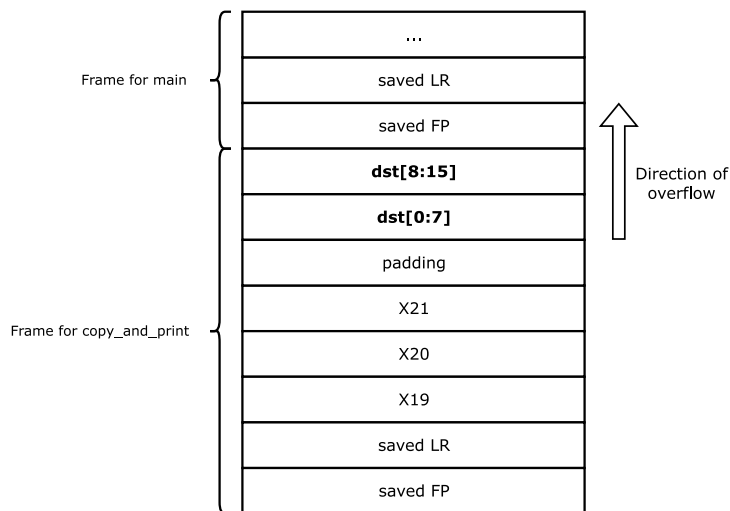 ...
Frame for main
saved LR
saved FP
dst[8:15]
Direction of
overflow
dst[0:7]
padding
X21
Frame for copy_and_print
X20
X19
saved LR
saved FP